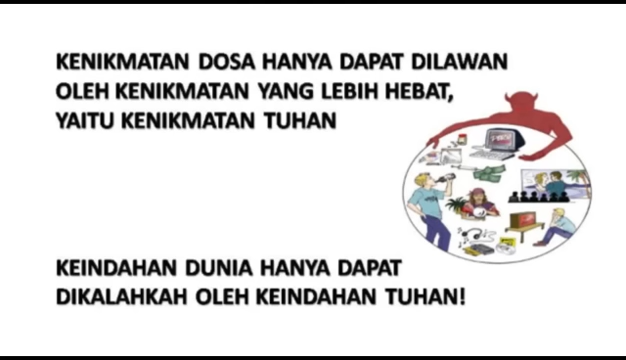 KENIKMATAN DOSA HANYA DAPAT DILAWAN
OLEH KENIKMATAN YANG LEBIH HEBAT,
YAITU KENIKMATAN TUHAN
KEINDAHAN DUNIA HANYA DAPAT
DIKALAHKAH OLEH KEINDAHAN TUHAN!